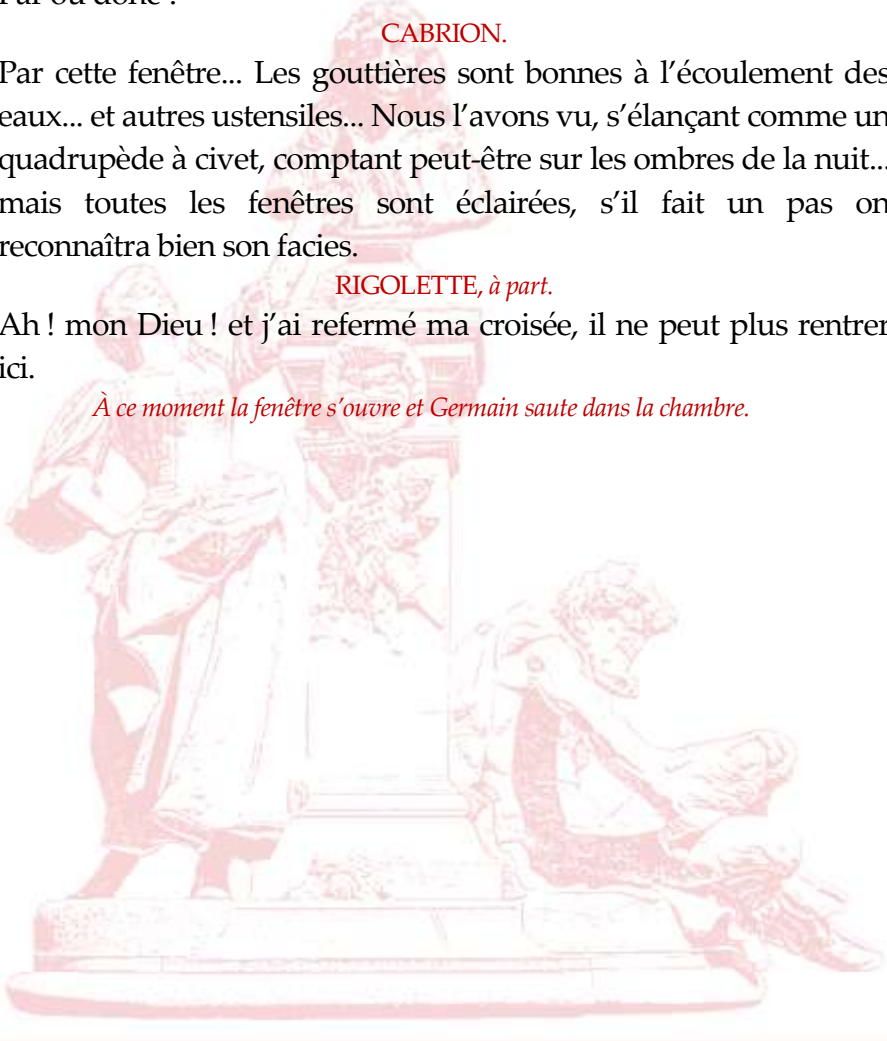 CABRION.
Par cette fenêtre... Les gouttières sont bonnes à l’écoulement des
eaux... et autres ustensiles... Nous l’avons vu, s’élançant comme un
quadrupède à civet, comptant peut-être sur les ombres de la nuit...
mais toutes les fenêtres sont éclairées, s’il fait un pas on
reconnaîtra bien son facies.
RIGOLETTE, à part.
Ah ! mon Dieu ! et j’ai refermé ma croisée, il ne peut plus rentrer
ici.
À ce moment la fenêtre s’ouvre et Germain saute dans la chambre.